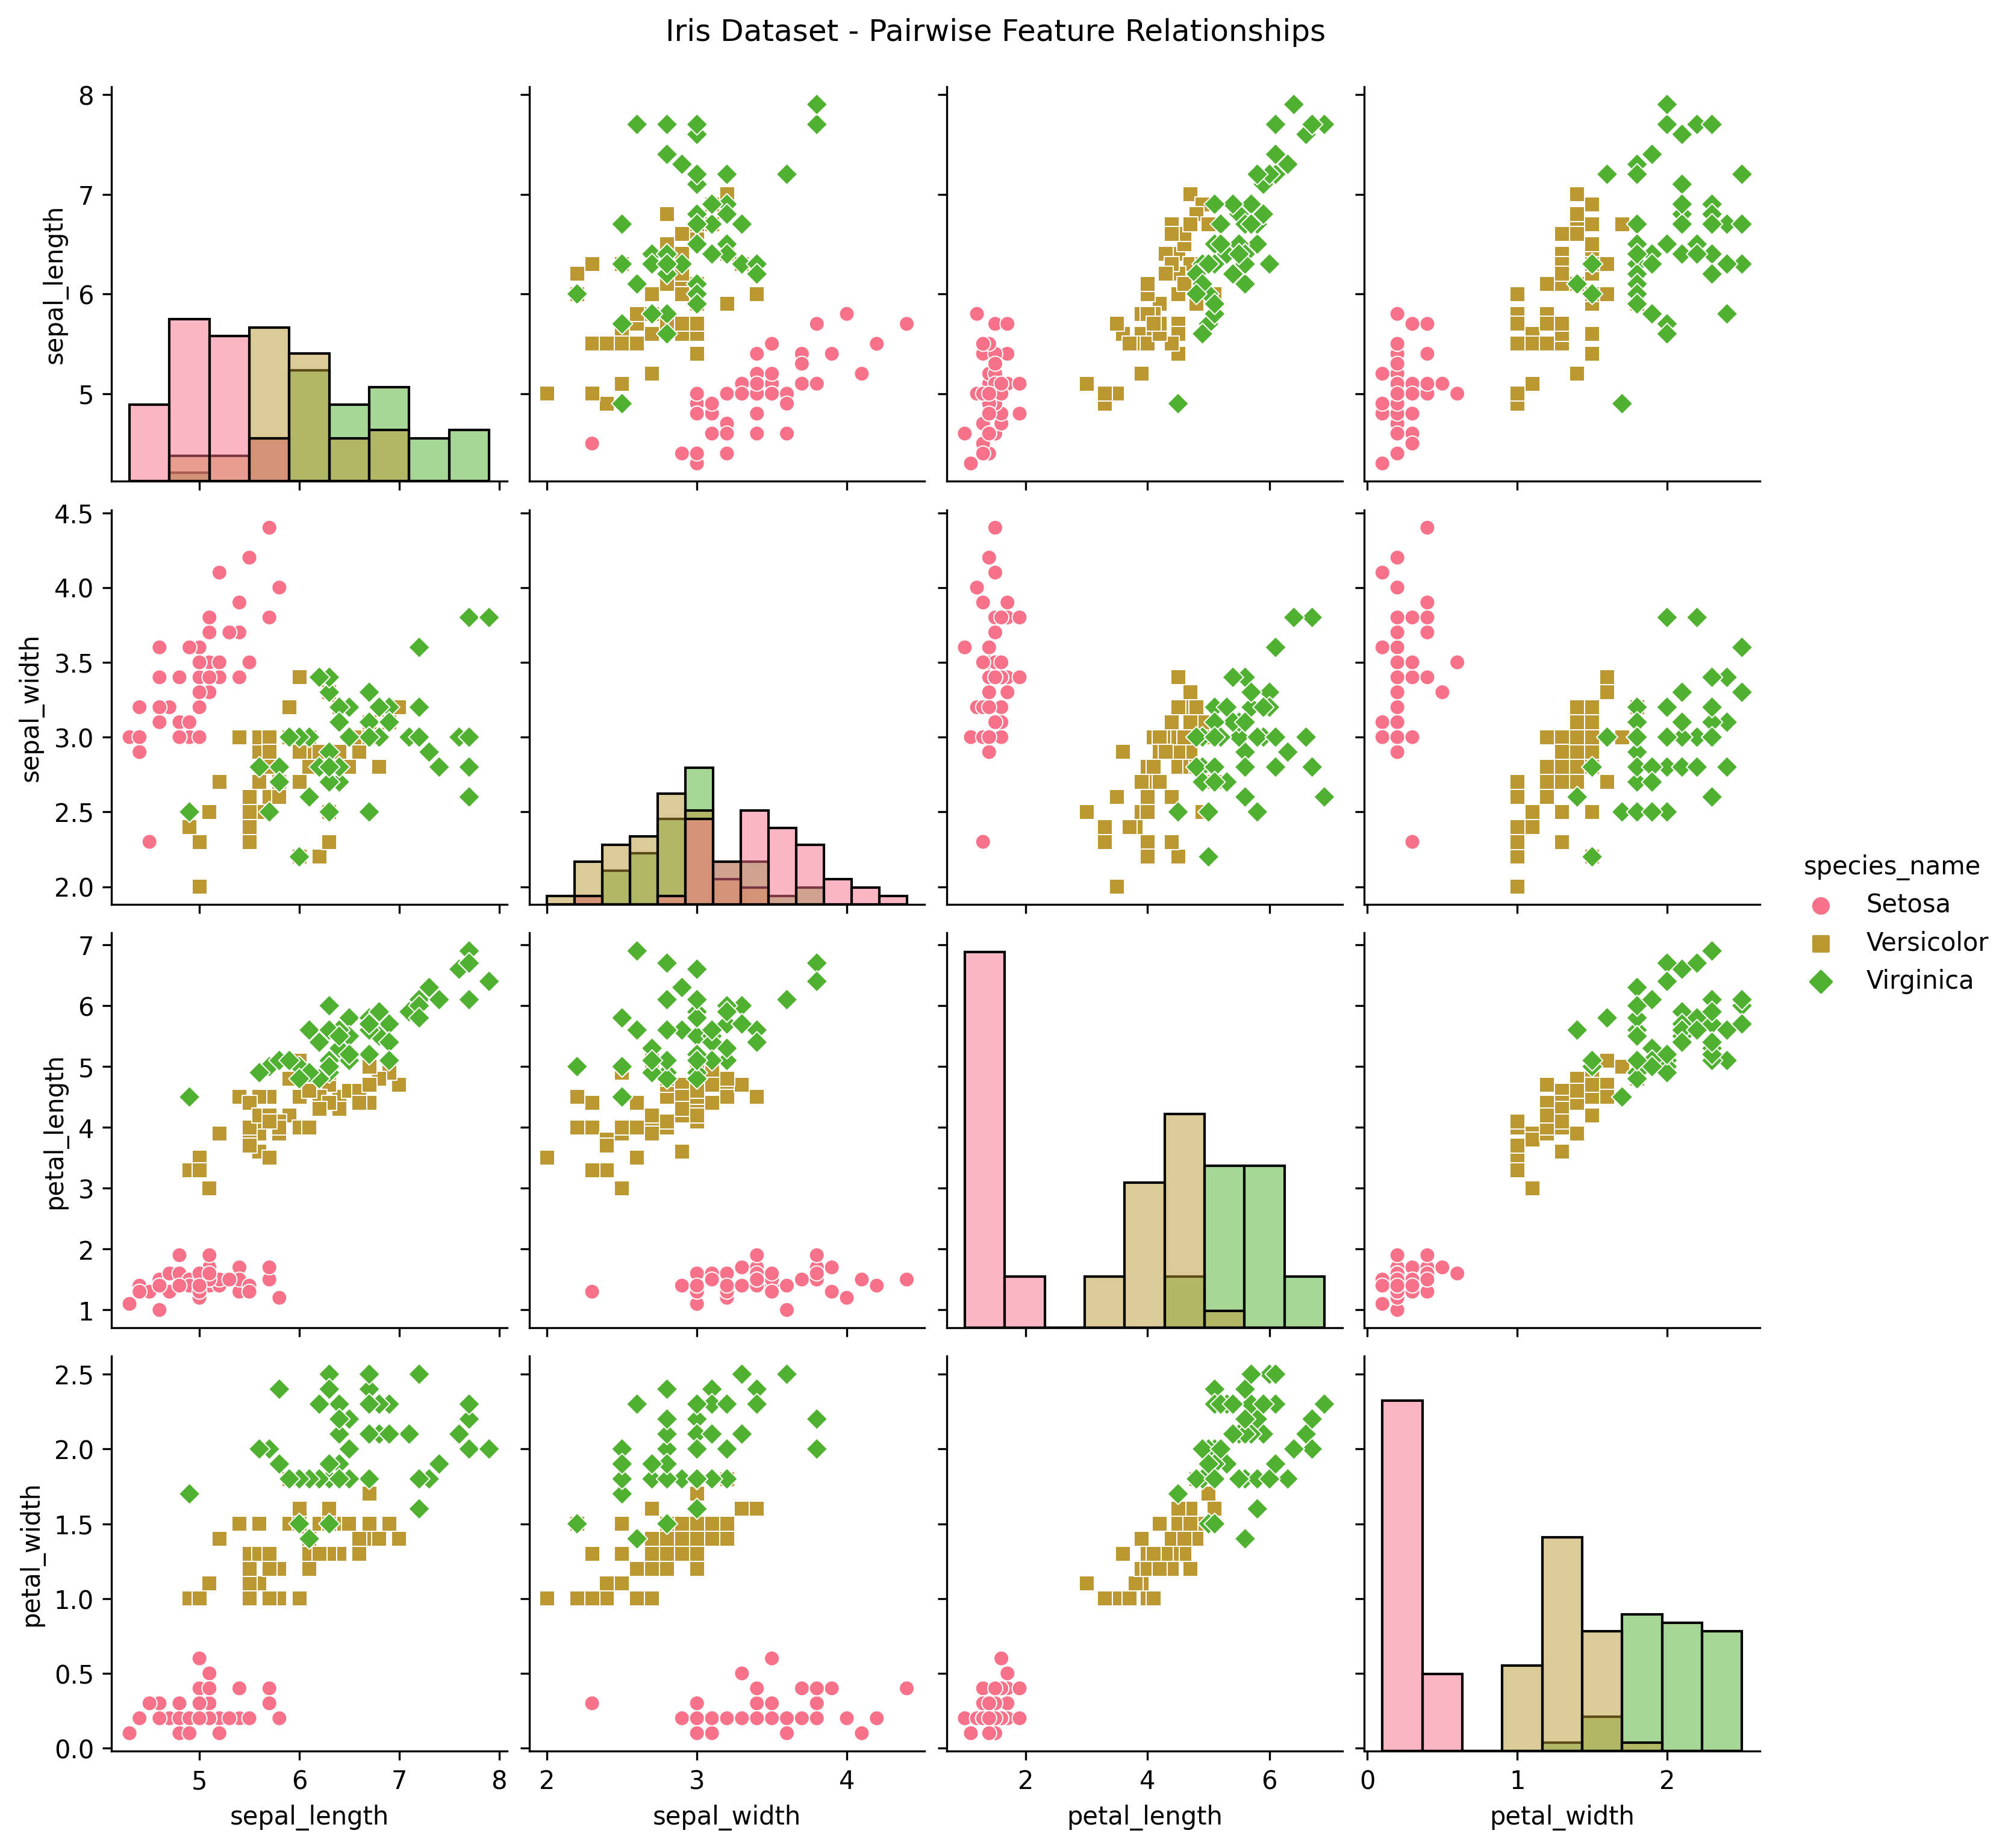 Iris Dataset - Pairwise Feature Relationships
8
7
6
5
sepal_length
4.5
4.0
3.5
3.0
2.5
2.0
sepal_width
species_name
Setosa
Versicolor
Virginica
7
6
5
4
3
2
1
petal_length
2.5
2.0
1.5
1.0
0.5
0.0
petal_width
5 6 7 8
2 3 4
2 4 6
0 1 2
sepal_length
sepal_width
petal_length
petal_width